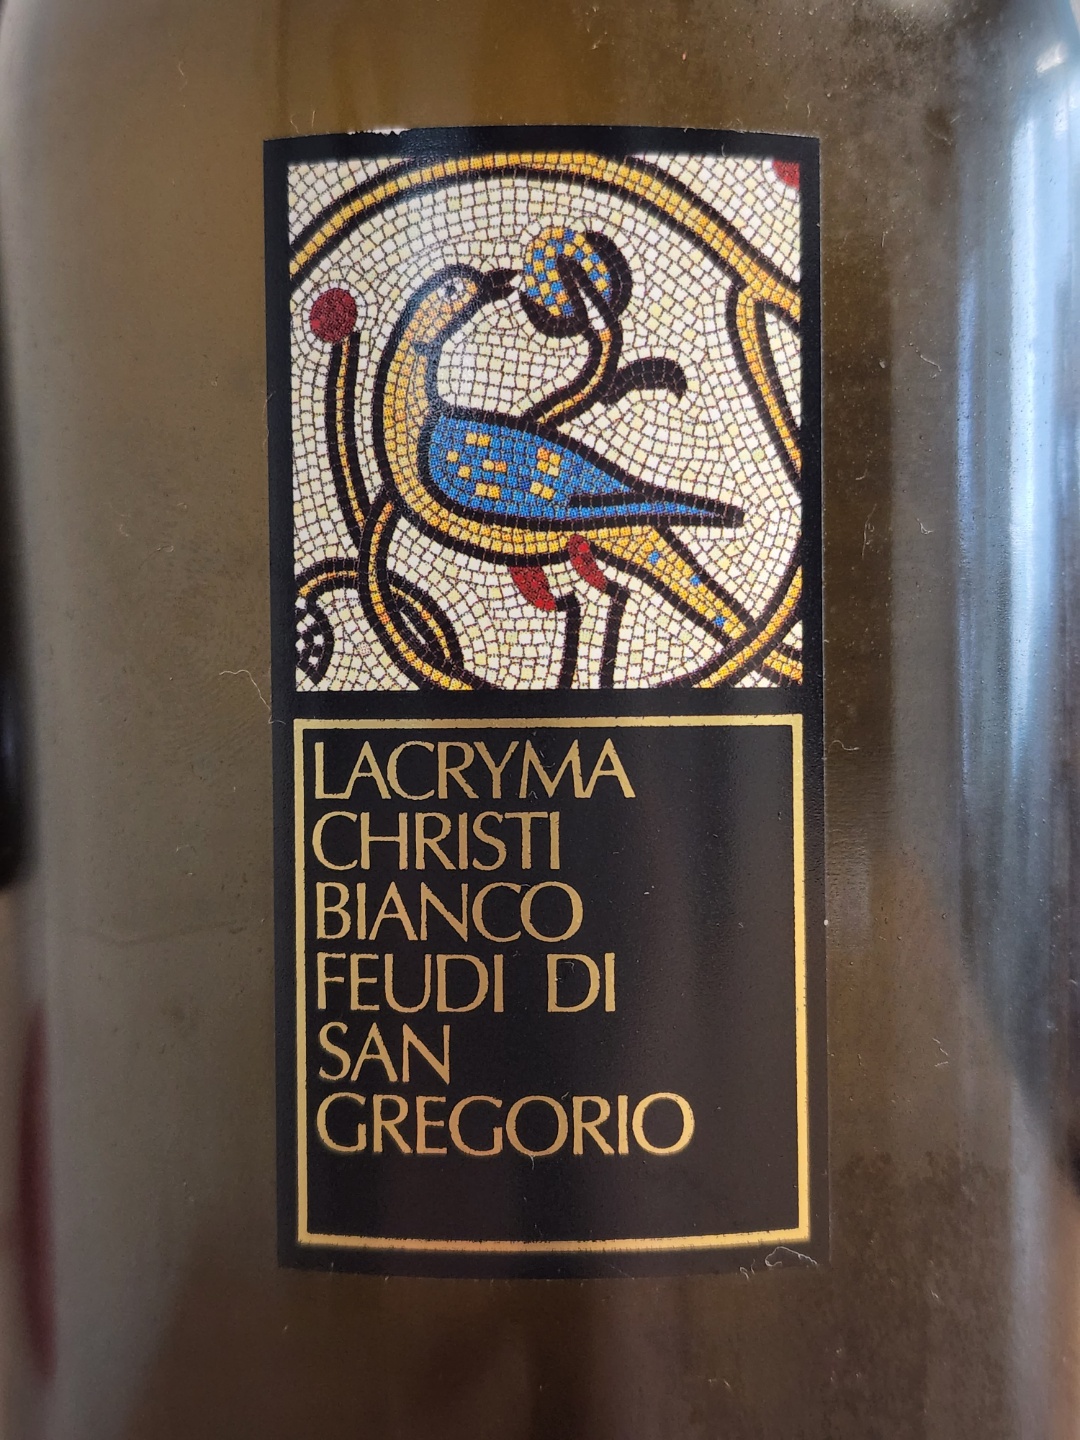 LACRYMA
CHRISTI
BIANCO
FEUDI DI
SAN
GREGORIO